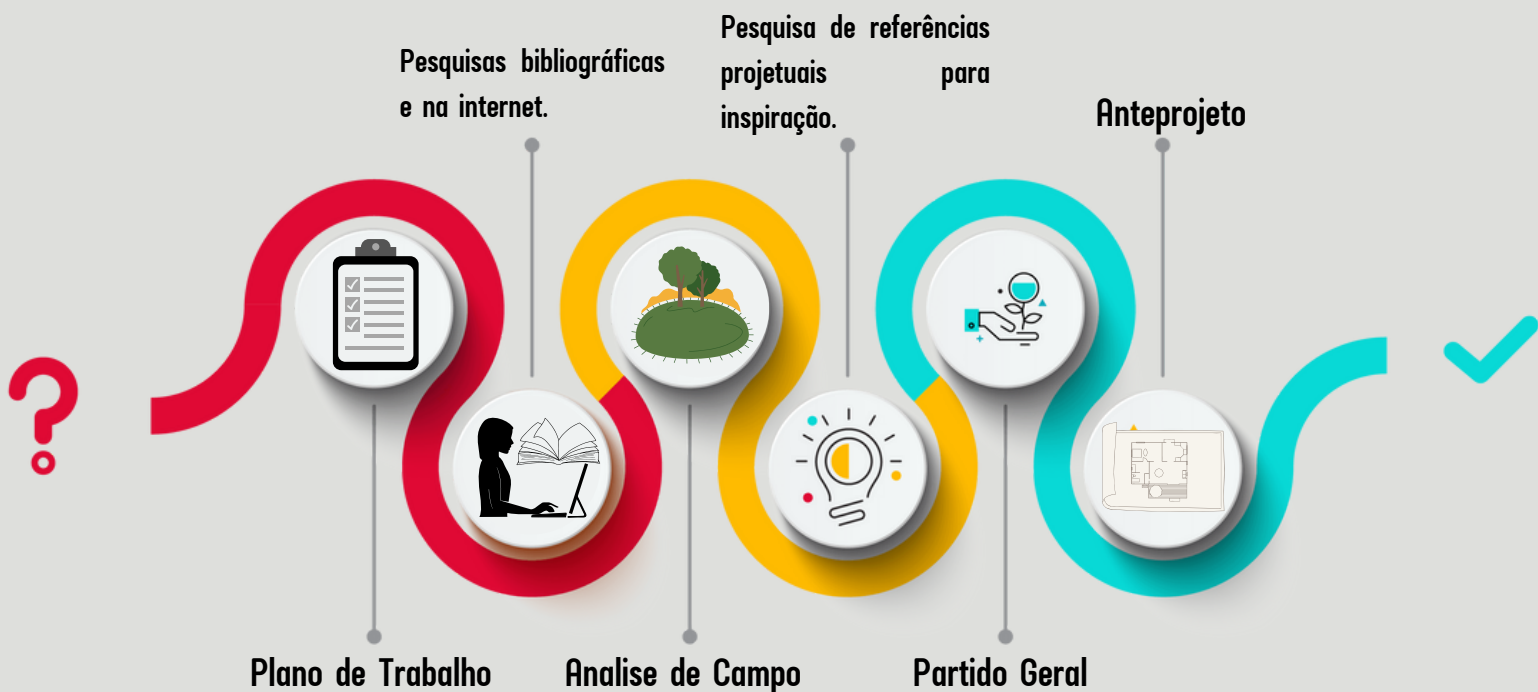 Pesquisas bibliográficas
e na internet.
Pesquisa de referências
projetuais para
inspiração.
Anteprojeto
?
Plano de Trabalho
Analise de Campo
Partido Geral